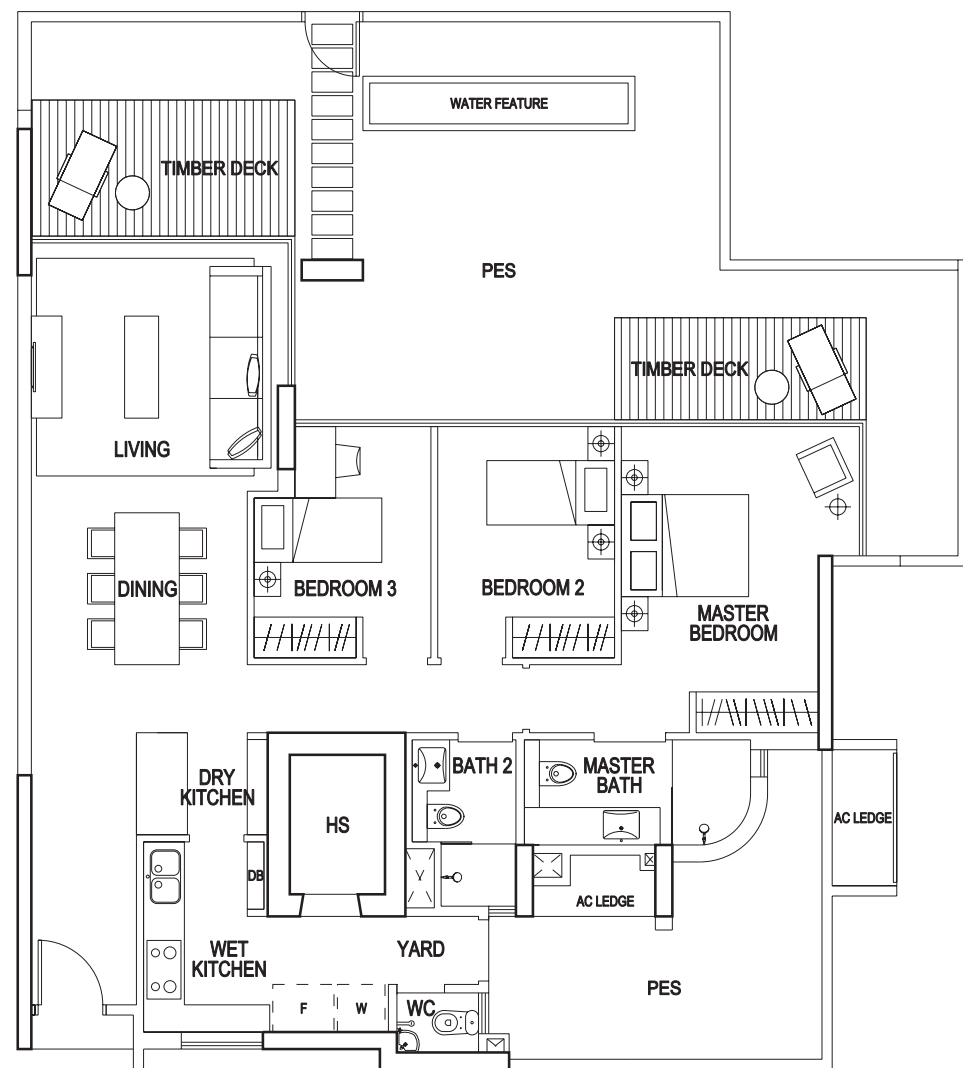 WATER FEATURE
TIMBER DECK
PES
TIMBER DECK
LIVING
DINING
BEDROOM 3
BEDROOM 2
MASTER
BEDROOM
DRY
KITCHEN
HS
BATH 2
MASTER
BATH
AC LEDGE
DB
AC LEDGE
WET
KITCHEN
YARD
PES
F
W
WC